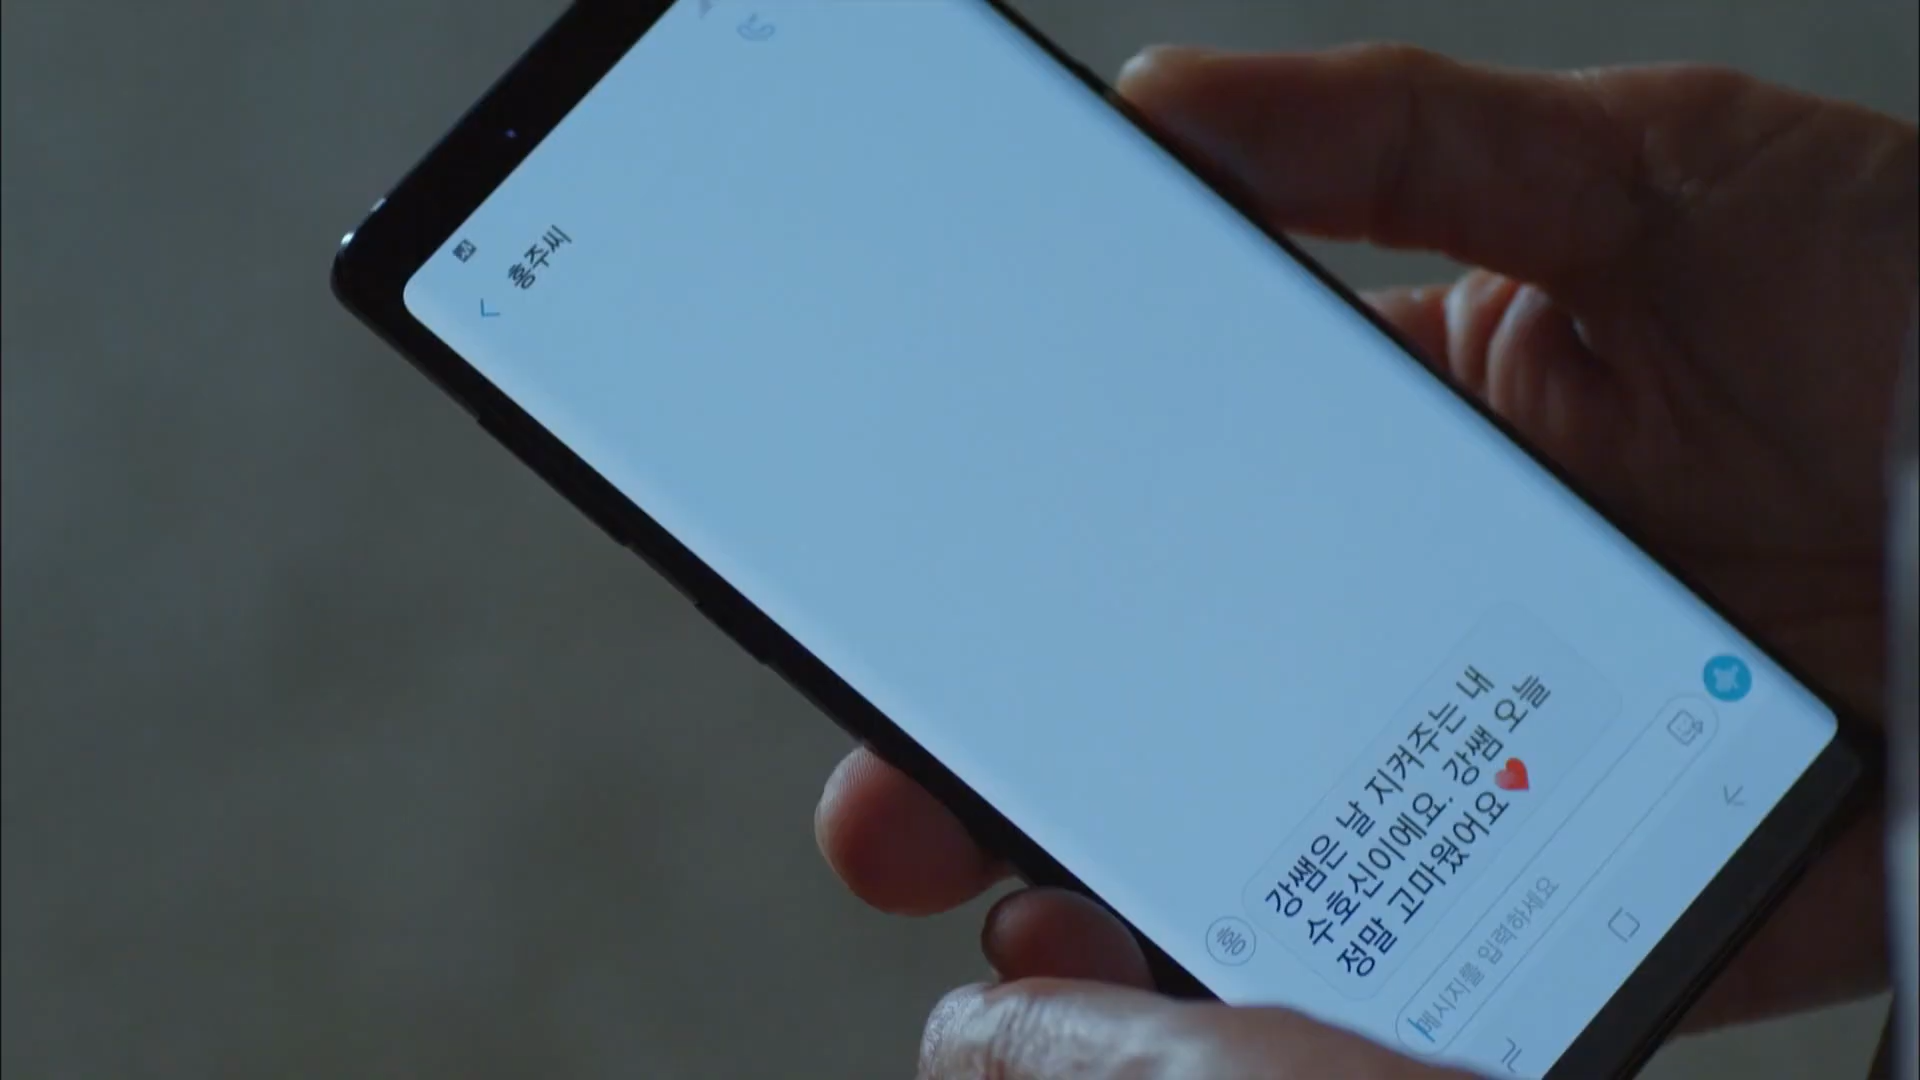 홍주씨
홍
강쌤은 날 지켜주는 내
수호신이에요. 강쌤 오늘
정말 고마웠어요❤️
메시지를 입력하세요